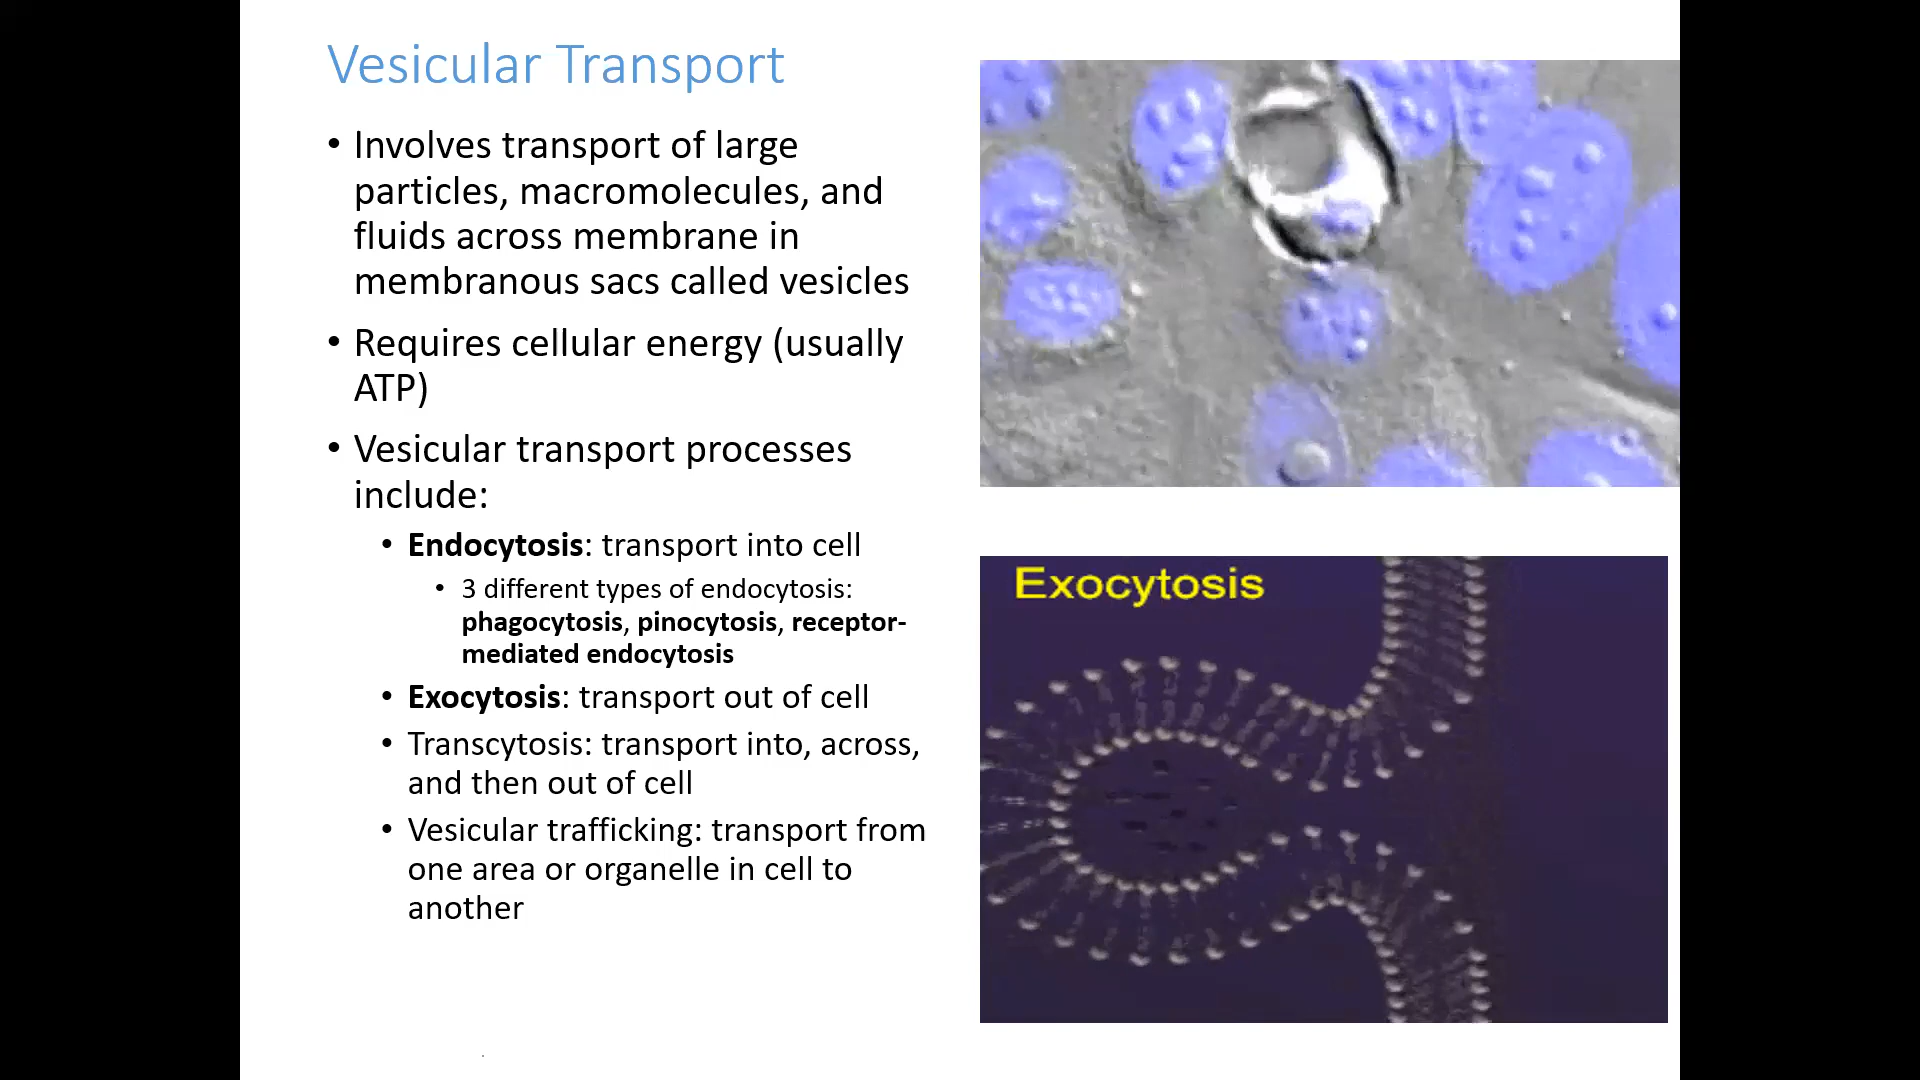 Vesicular Transport
• Involves transport of large
particles, macromolecules, and
fluids across membrane in
membranous sacs called vesicles
• Requires cellular energy (usually
ATP)
• Vesicular transport processes
include:
• Endocytosis: transport into cell
• 3 different types of endocytosis:
phagocytosis, pinocytosis, receptor-
mediated endocytosis
• Exocytosis: transport out of cell
• Transcytosis: transport into, across,
and then out of cell
• Vesicular trafficking: transport from
one area or organelle in cell to
another
Exocytosis